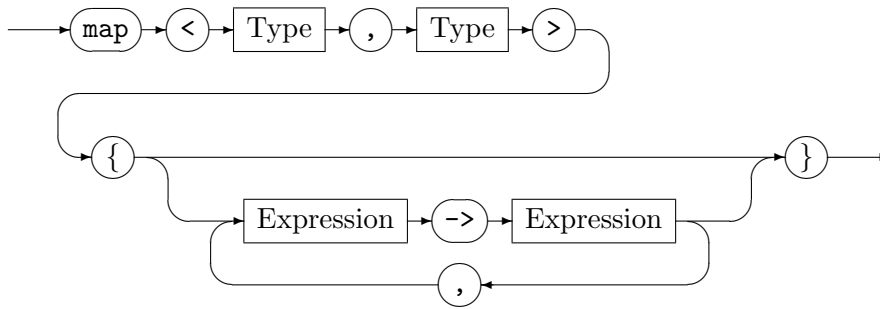 map < Type , Type >
{ }
Expression -> Expression
,